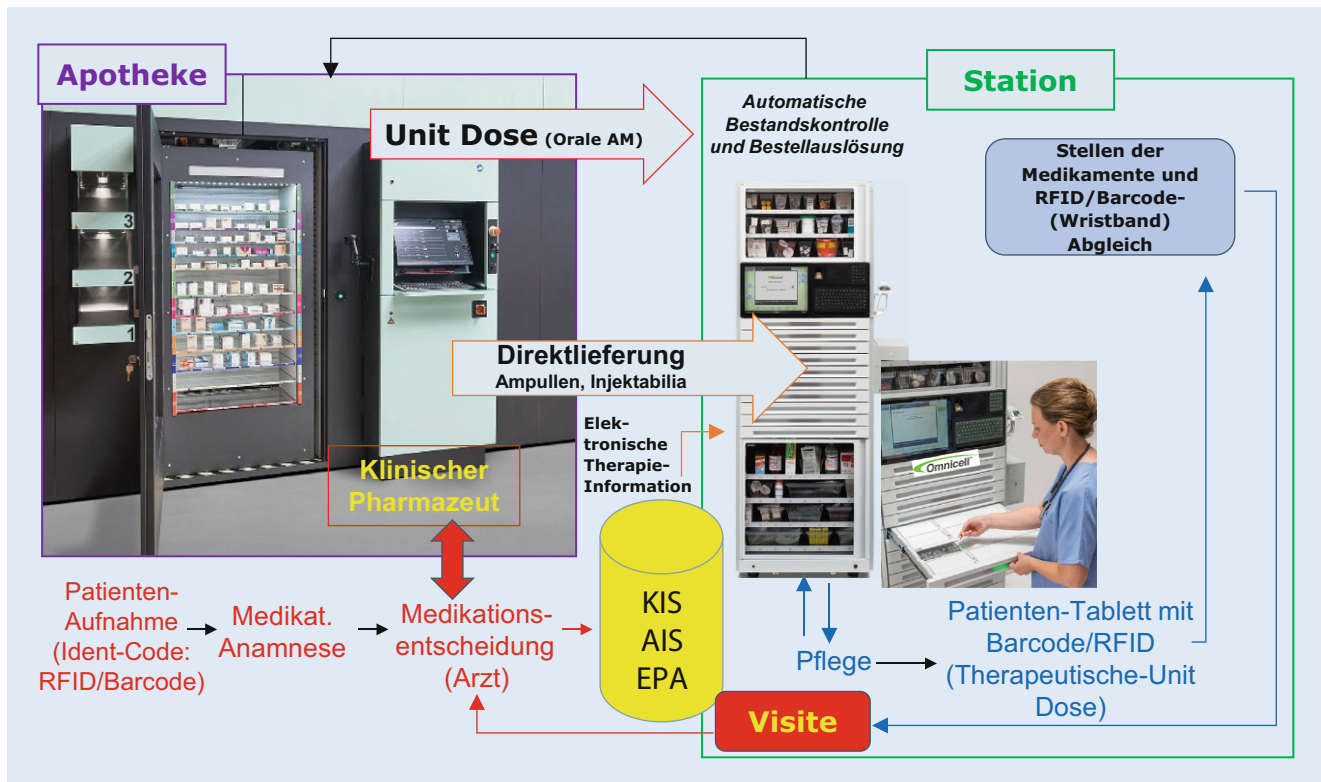 Apotheke
Station
Unit Dose (Orale AM)
Automatische
Bestandskontrolle
und Bestellauslösung
Stellen der
Medikamente und
RFID/Barcode-
(Wristband)
Abgleich
3
2
1
Direktlieferung
Ampullen, Injektabilia
Elek-
tronische
Therapie-
Information
Omnicell
Klinischer
Pharmazeut
Patienten-
Aufnahme
(Ident-Code:
RFID/Barcode)
Medikat.
Anamnese
Medikations-
entscheidung
(Arzt)
KIS
AIS
EPA
Pflege
Patienten-Tablett mit
Barcode/RFID
(Therapeutische-Unit
Dose)
Visite